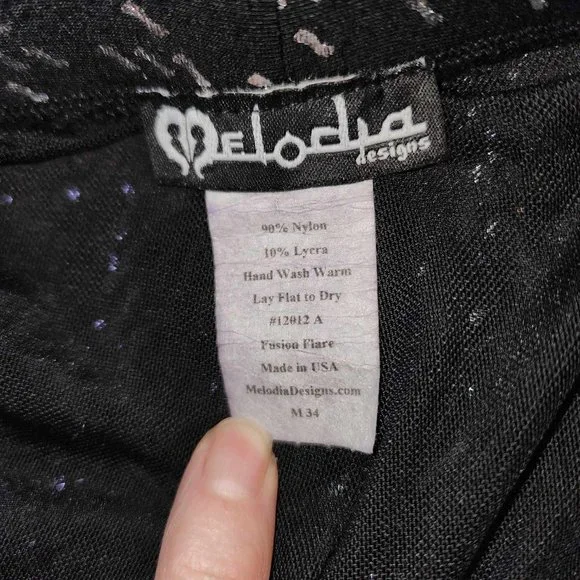 Melodia
designs
90% Nylon
10% Lycra
Hand Wash Warm
Lay Flat to Dry
#12012 A
Fusion Flare
Made in USA
MelodiaDesigns.com
M 34